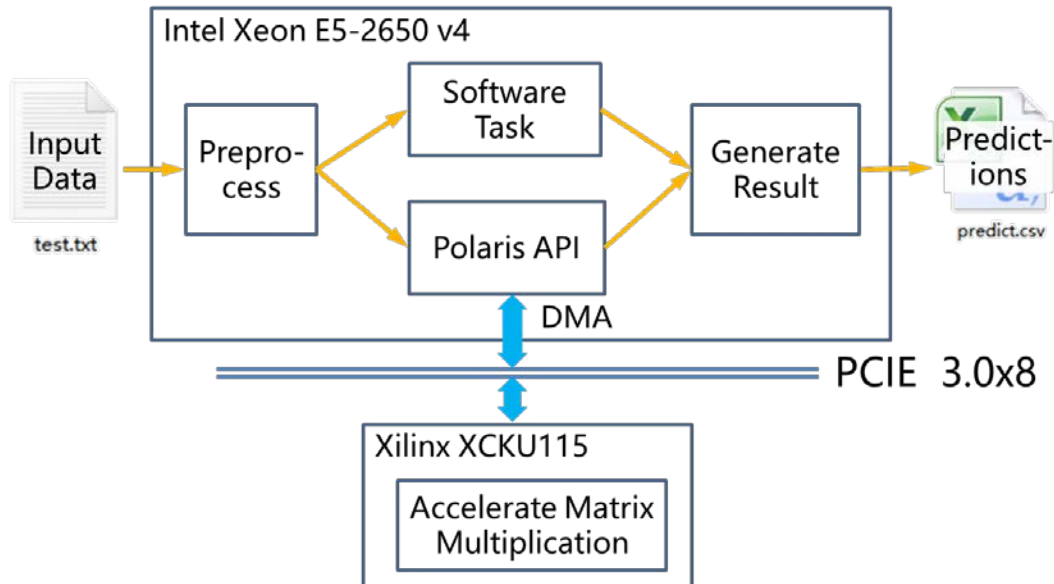 Intel Xeon E5-2650 v4
Input
Data
test.txt
Prepro-
cess
Software
Task
Polaris API
Generate
Result
Predict-
ions
predict.csv
DMA
PCIE 3.0x8
Xilinx XCKU115
Accelerate Matrix
Multiplication